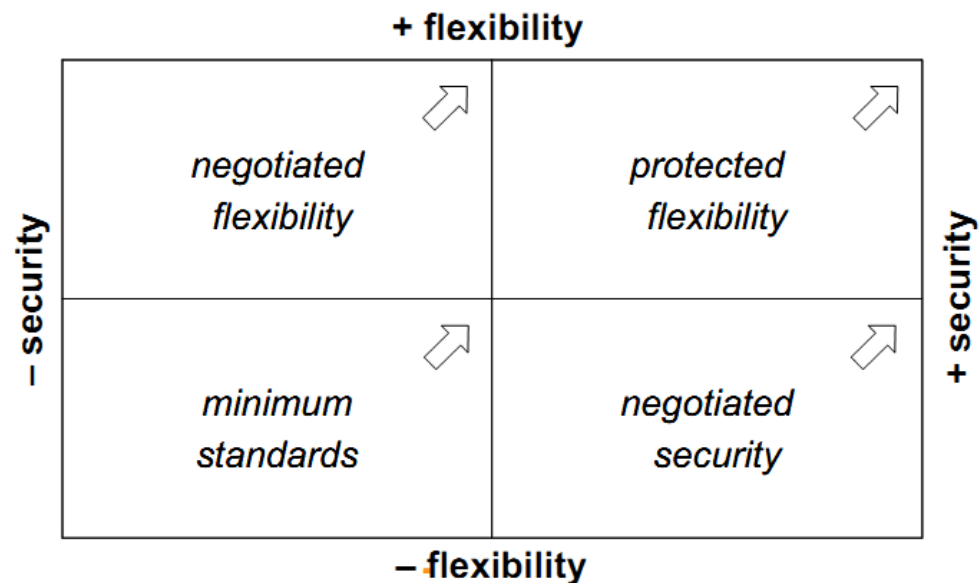 + flexibility
negotiated
flexibility
protected
flexibility
– security
+ security
minimum
standards
negotiated
security
– flexibility